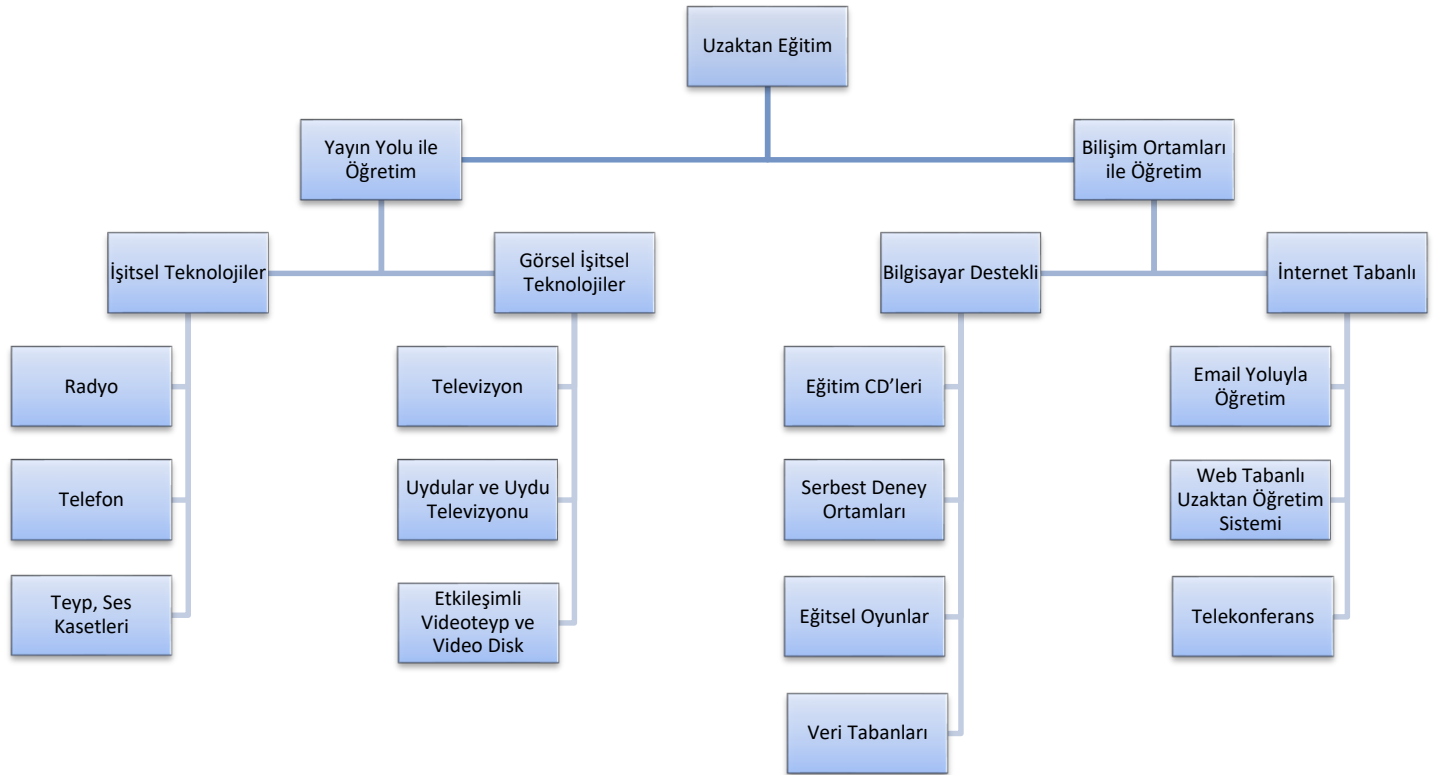 Uzaktan Eğitim
Yayın Yolu ile
Öğretim
Bilişim Ortamları
ile Öğretim
İşitsel Teknolojiler
Görsel İşitsel
Teknolojiler
Bilgisayar Destekli
İnternet Tabanlı
Radyo
Televizyon
Eğitim CD’leri
Email Yoluyla
Öğretim
Telefon
Uydular ve Uydu
Televizyonu
Serbest Deney
Ortamları
Web Tabanlı
Uzaktan Öğretim
Sistemi
Teyp, Ses
Kasetleri
Etkileşimli
Videoteyp ve
Video Disk
Eğitsel Oyunlar
Telekonferans
Veri Tabanları